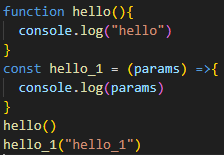 function hello(){
  console.log("hello")
}
const hello_1 = (params) =>{
  console.log(params)
}
hello()
hello_1("hello_1")